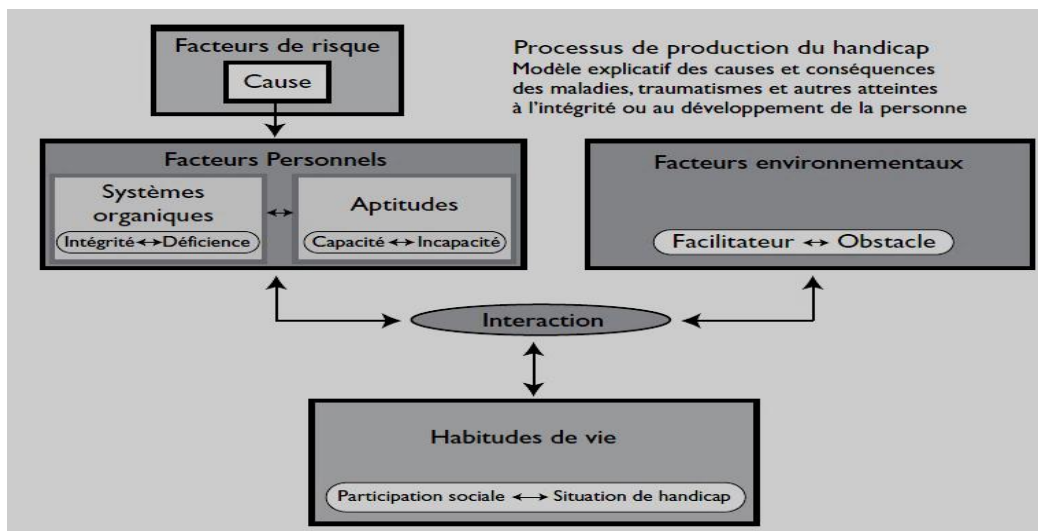 Facteurs de risque
Cause
Processus de production du handicap
Modèle explicatif des causes et conséquences
des maladies, traumatismes et autres atteintes
à l'intégrité ou au développement de la personne
Facteurs Personnels
Systèmes
organiques
Intégrité↔Déficience
Aptitudes
Capacité ↔ Incapacité
Facteurs environnementaux
Facilitateur ↔ Obstacle
Interaction
Habitudes de vie
Participation sociale ↔ Situation de handicap